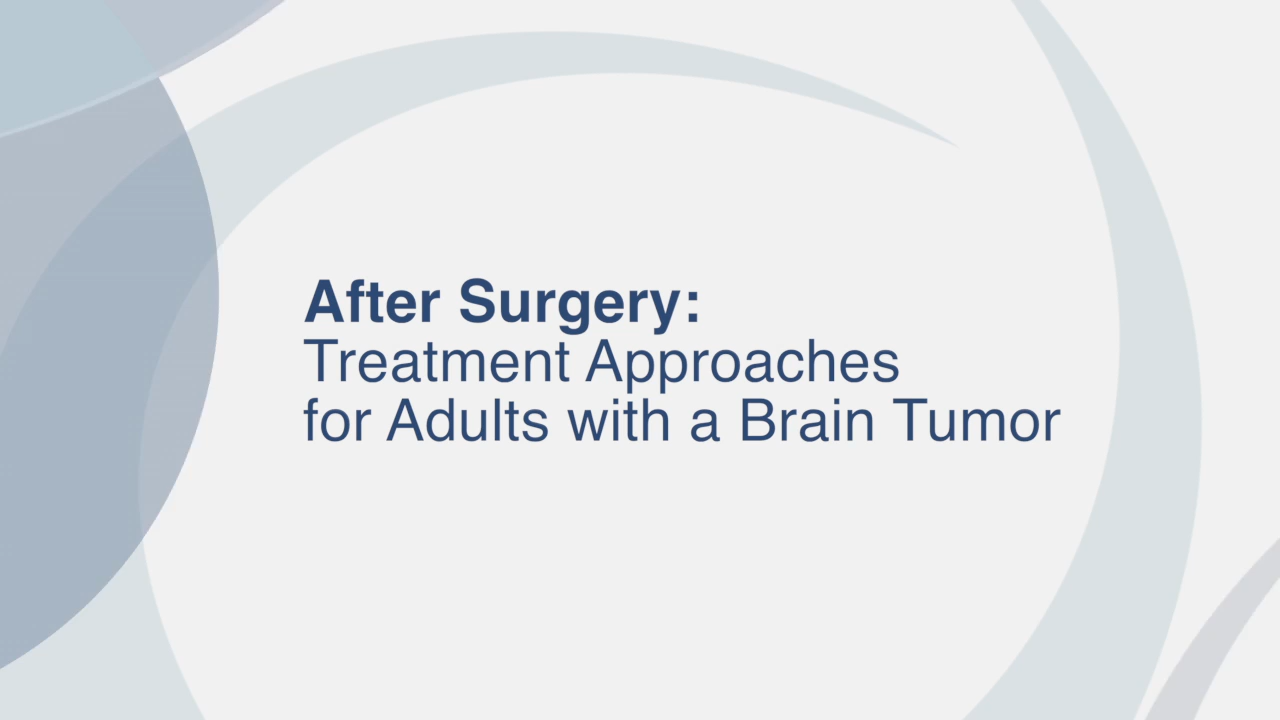 After Surgery:
Treatment Approaches
for Adults with a Brain Tumor